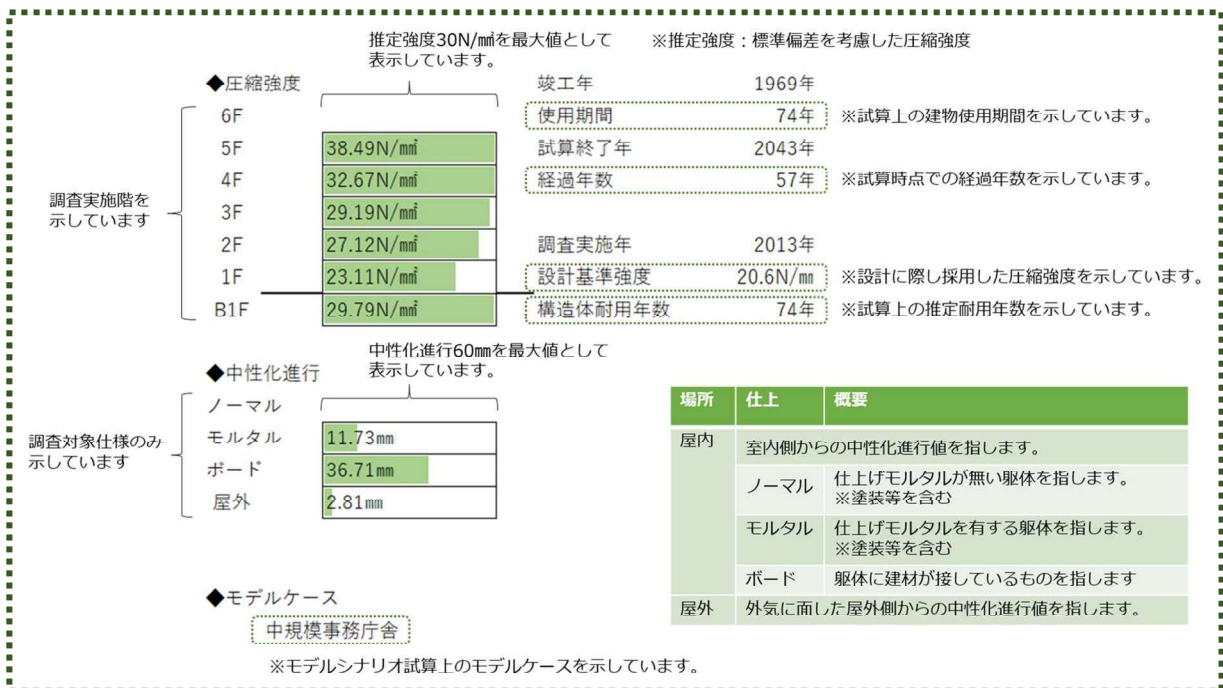 推定強度30N/㎟を最大値として
表示しています。
※推定強度：標準偏差を考慮した圧縮強度
◆圧縮強度
6F
5F 38.49N/㎟
4F 32.67N/㎟
3F 29.19N/㎟
2F 27.12N/㎟
1F 23.11N/㎟
B1F 29.79N/㎟
調査実施階を
示しています
竣工年 1969年
使用期間 74年 ※試算上の建物使用期間を示しています。
試算終了年 2043年
経過年数 57年 ※試算時点での経過年数を示しています。
調査実施年 2013年
設計基準強度 20.6N/㎜ ※設計に際し採用した圧縮強度を示しています。
構造体耐用年数 74年 ※試算上の推定耐用年数を示しています。
中性化進行60㎜を最大値として
表示しています。
◆中性化進行
ノーマル
モルタル 11.73㎜
ボード 36.71㎜
屋外 2.81㎜
調査対象仕様のみ
示しています
場所 仕上 概要
屋内 室内側からの中性化進行値を指します。
ノーマル 仕上げモルタルが無い躯体を指します。
※塗装等を含む
モルタル 仕上げモルタルを有する躯体を指します。
※塗装等を含む
ボード 躯体に建材が接しているものを指します
屋外 外気に面した屋外側からの中性化進行値を指します。
◆モデルケース
中規模事務庁舎
※モデルシナリオ試算上のモデルケースを示しています。